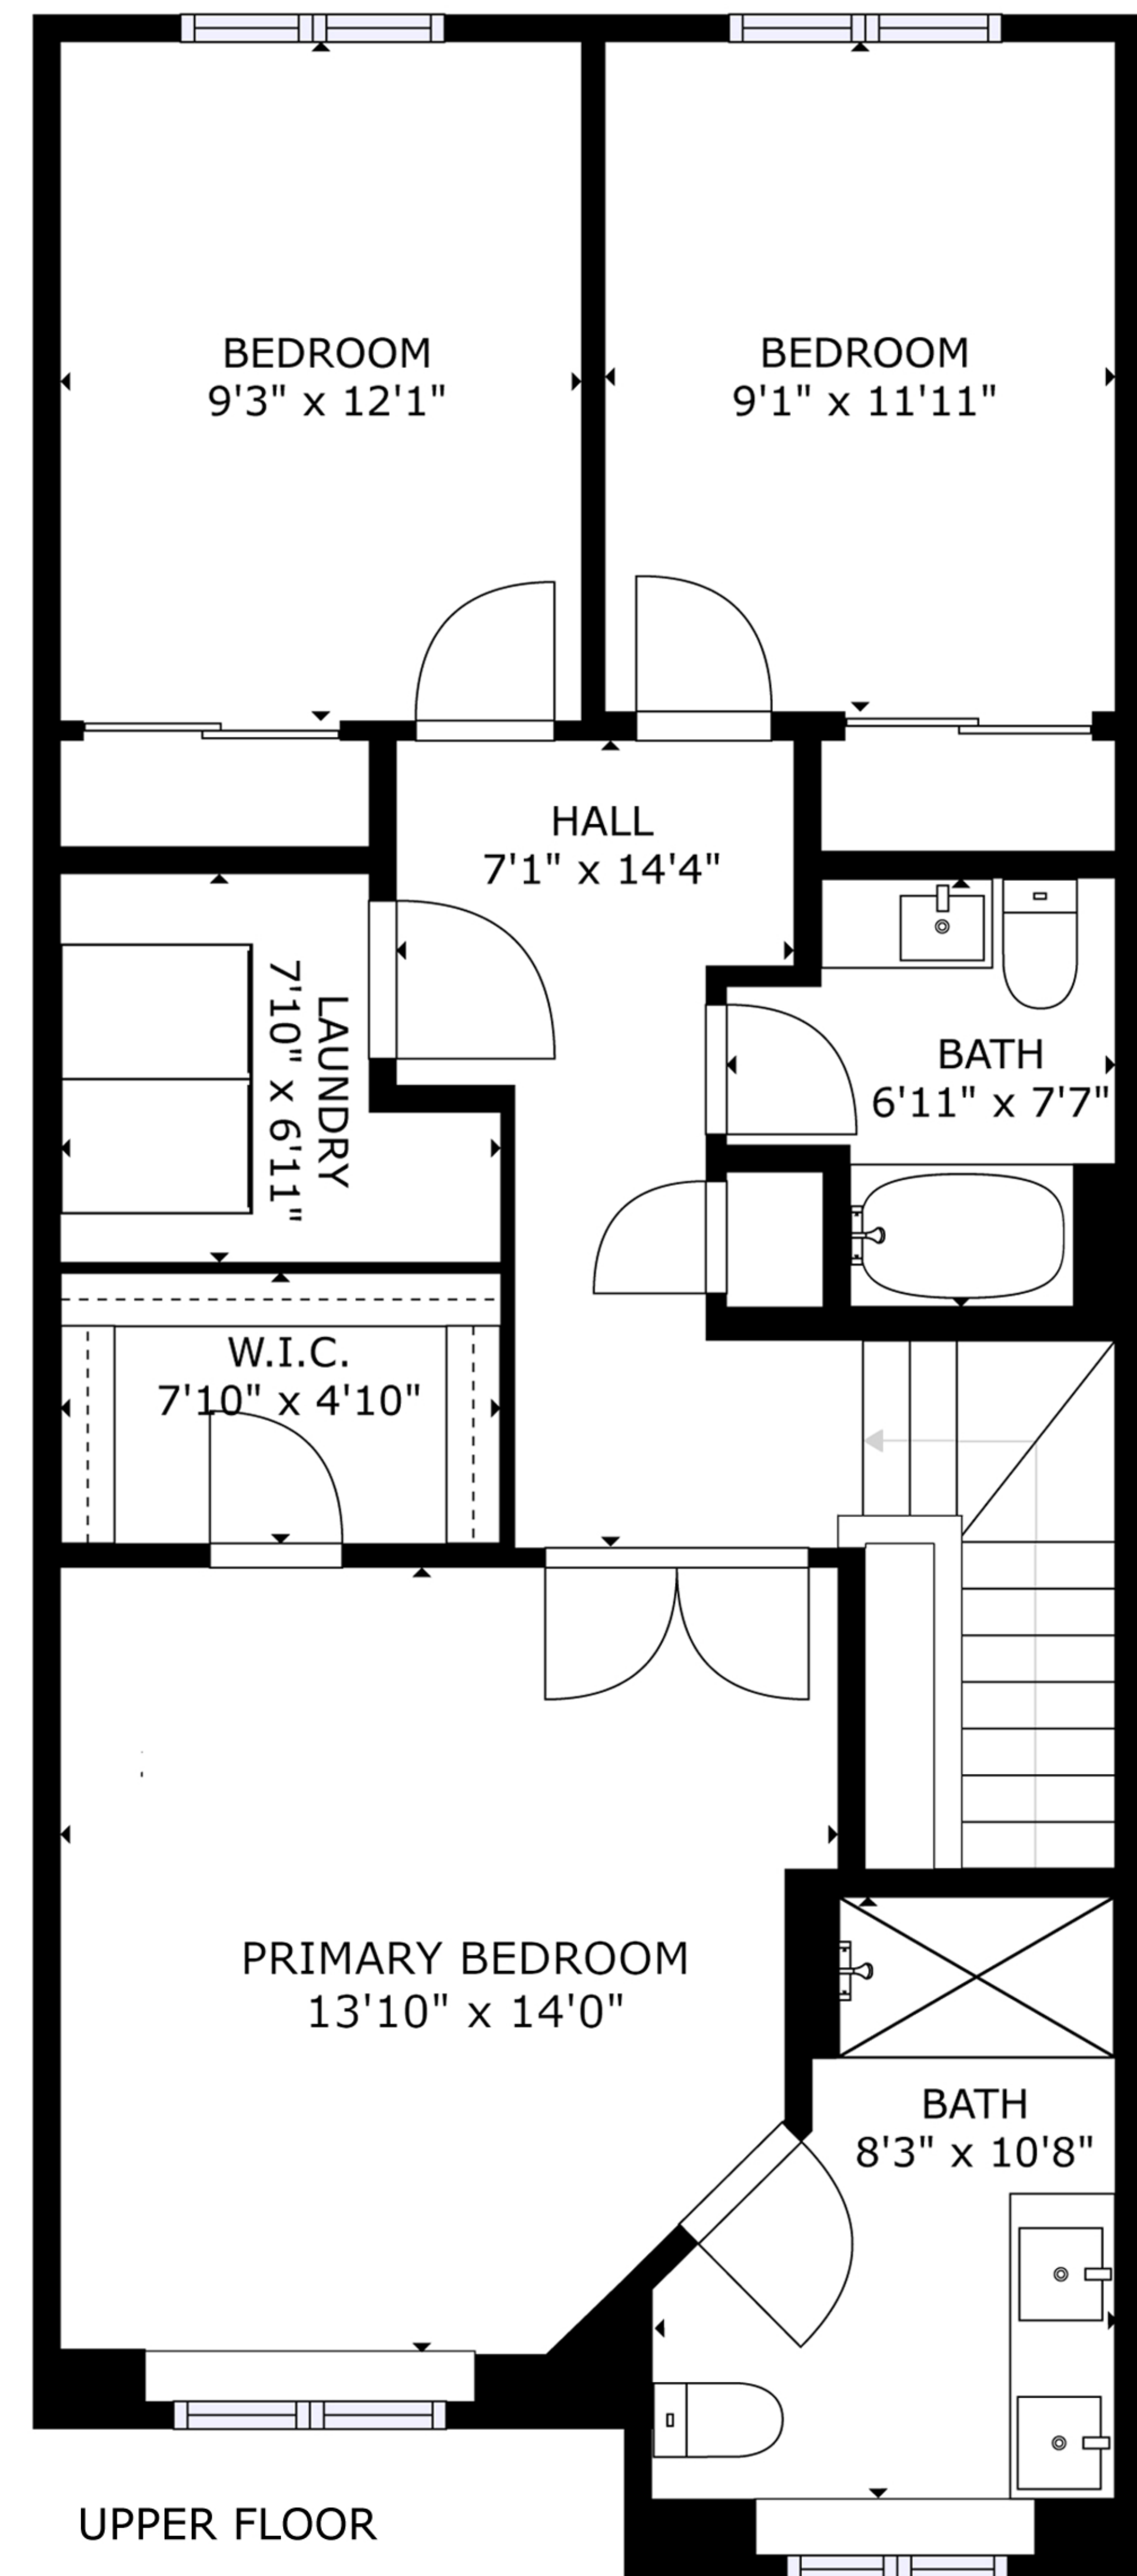 BEDROOM
9'3" x 12'1"
BEDROOM
9'1" x 11'11"
HALL
7'1" x 14'4"
LAUNDRY
7'10" x 6'11"
BATH
6'11" x 7'7"
W.I.C.
7'10" x 4'10"
PRIMARY BEDROOM
13'10" x 14'0"
BATH
8'3" x 10'8"
UPPER FLOOR